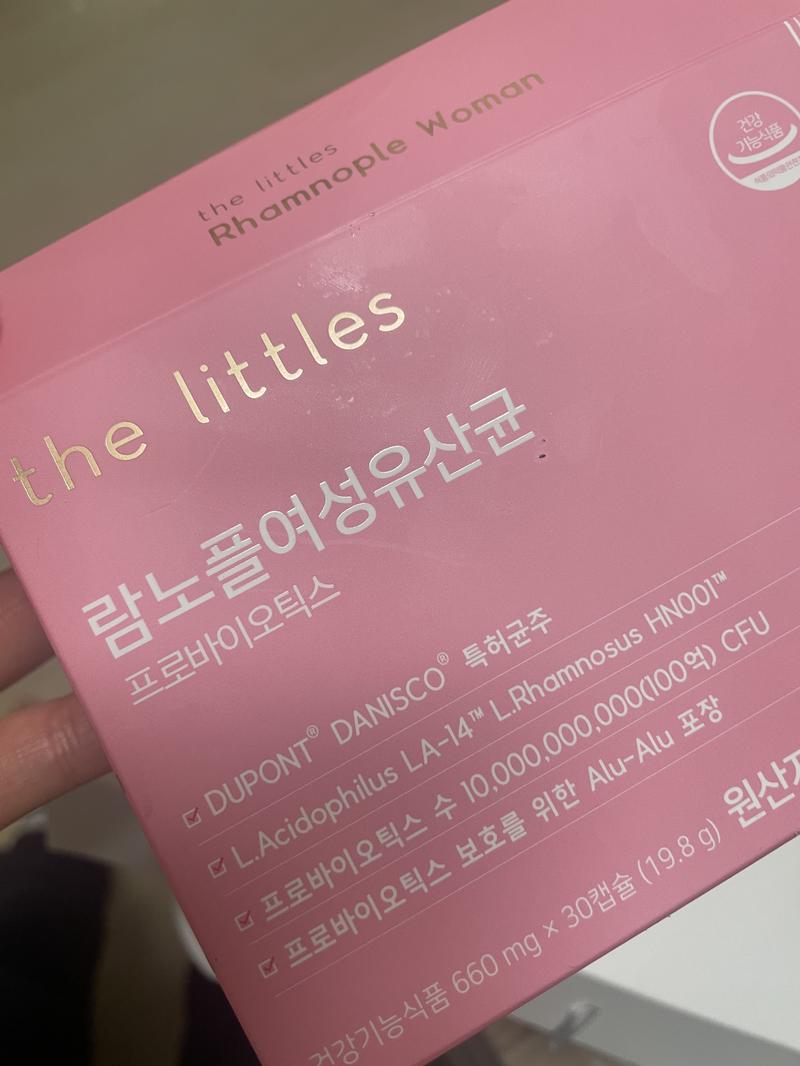 the littles
Rhamnople Woman
건강
기능식품
the littles
람노플여성유산균
프로바이오틱스
DUPONT® DANISCO® 특허균주
L.Acidophilus LA-14™ L.Rhamnosus HN001™
프로바이오틱스 수 10,000,000,000(100억) CFU
프로바이오틱스 보호를 위한 Alu-Alu 포장
건강기능식품 660 mg × 30캡슐 (19.8 g)